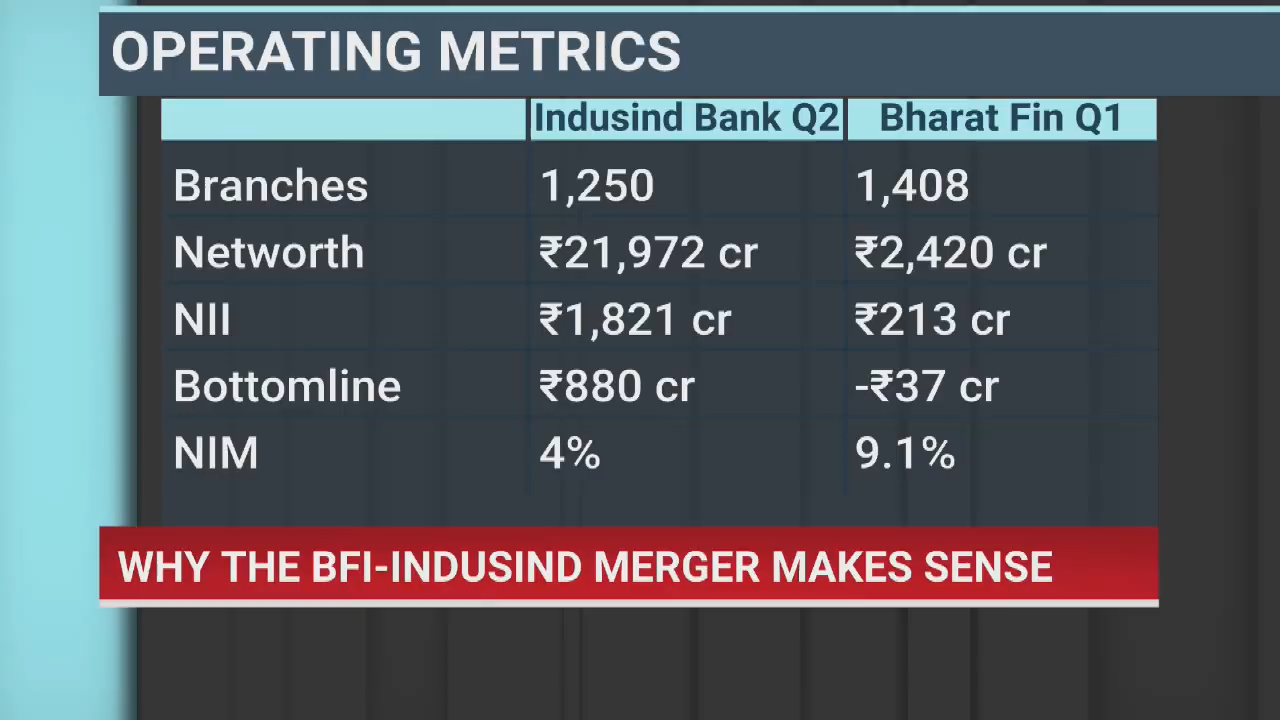 OPERATING METRICS
Indusind Bank Q2 Bharat Fin Q1
Branches 1,250 1,408
Networth ₹21,972 cr ₹2,420 cr
NII ₹1,821 cr ₹213 cr
Bottomline ₹880 cr -₹37 cr
NIM 4% 9.1%
WHY THE BFI-INDUSIND MERGER MAKES SENSE